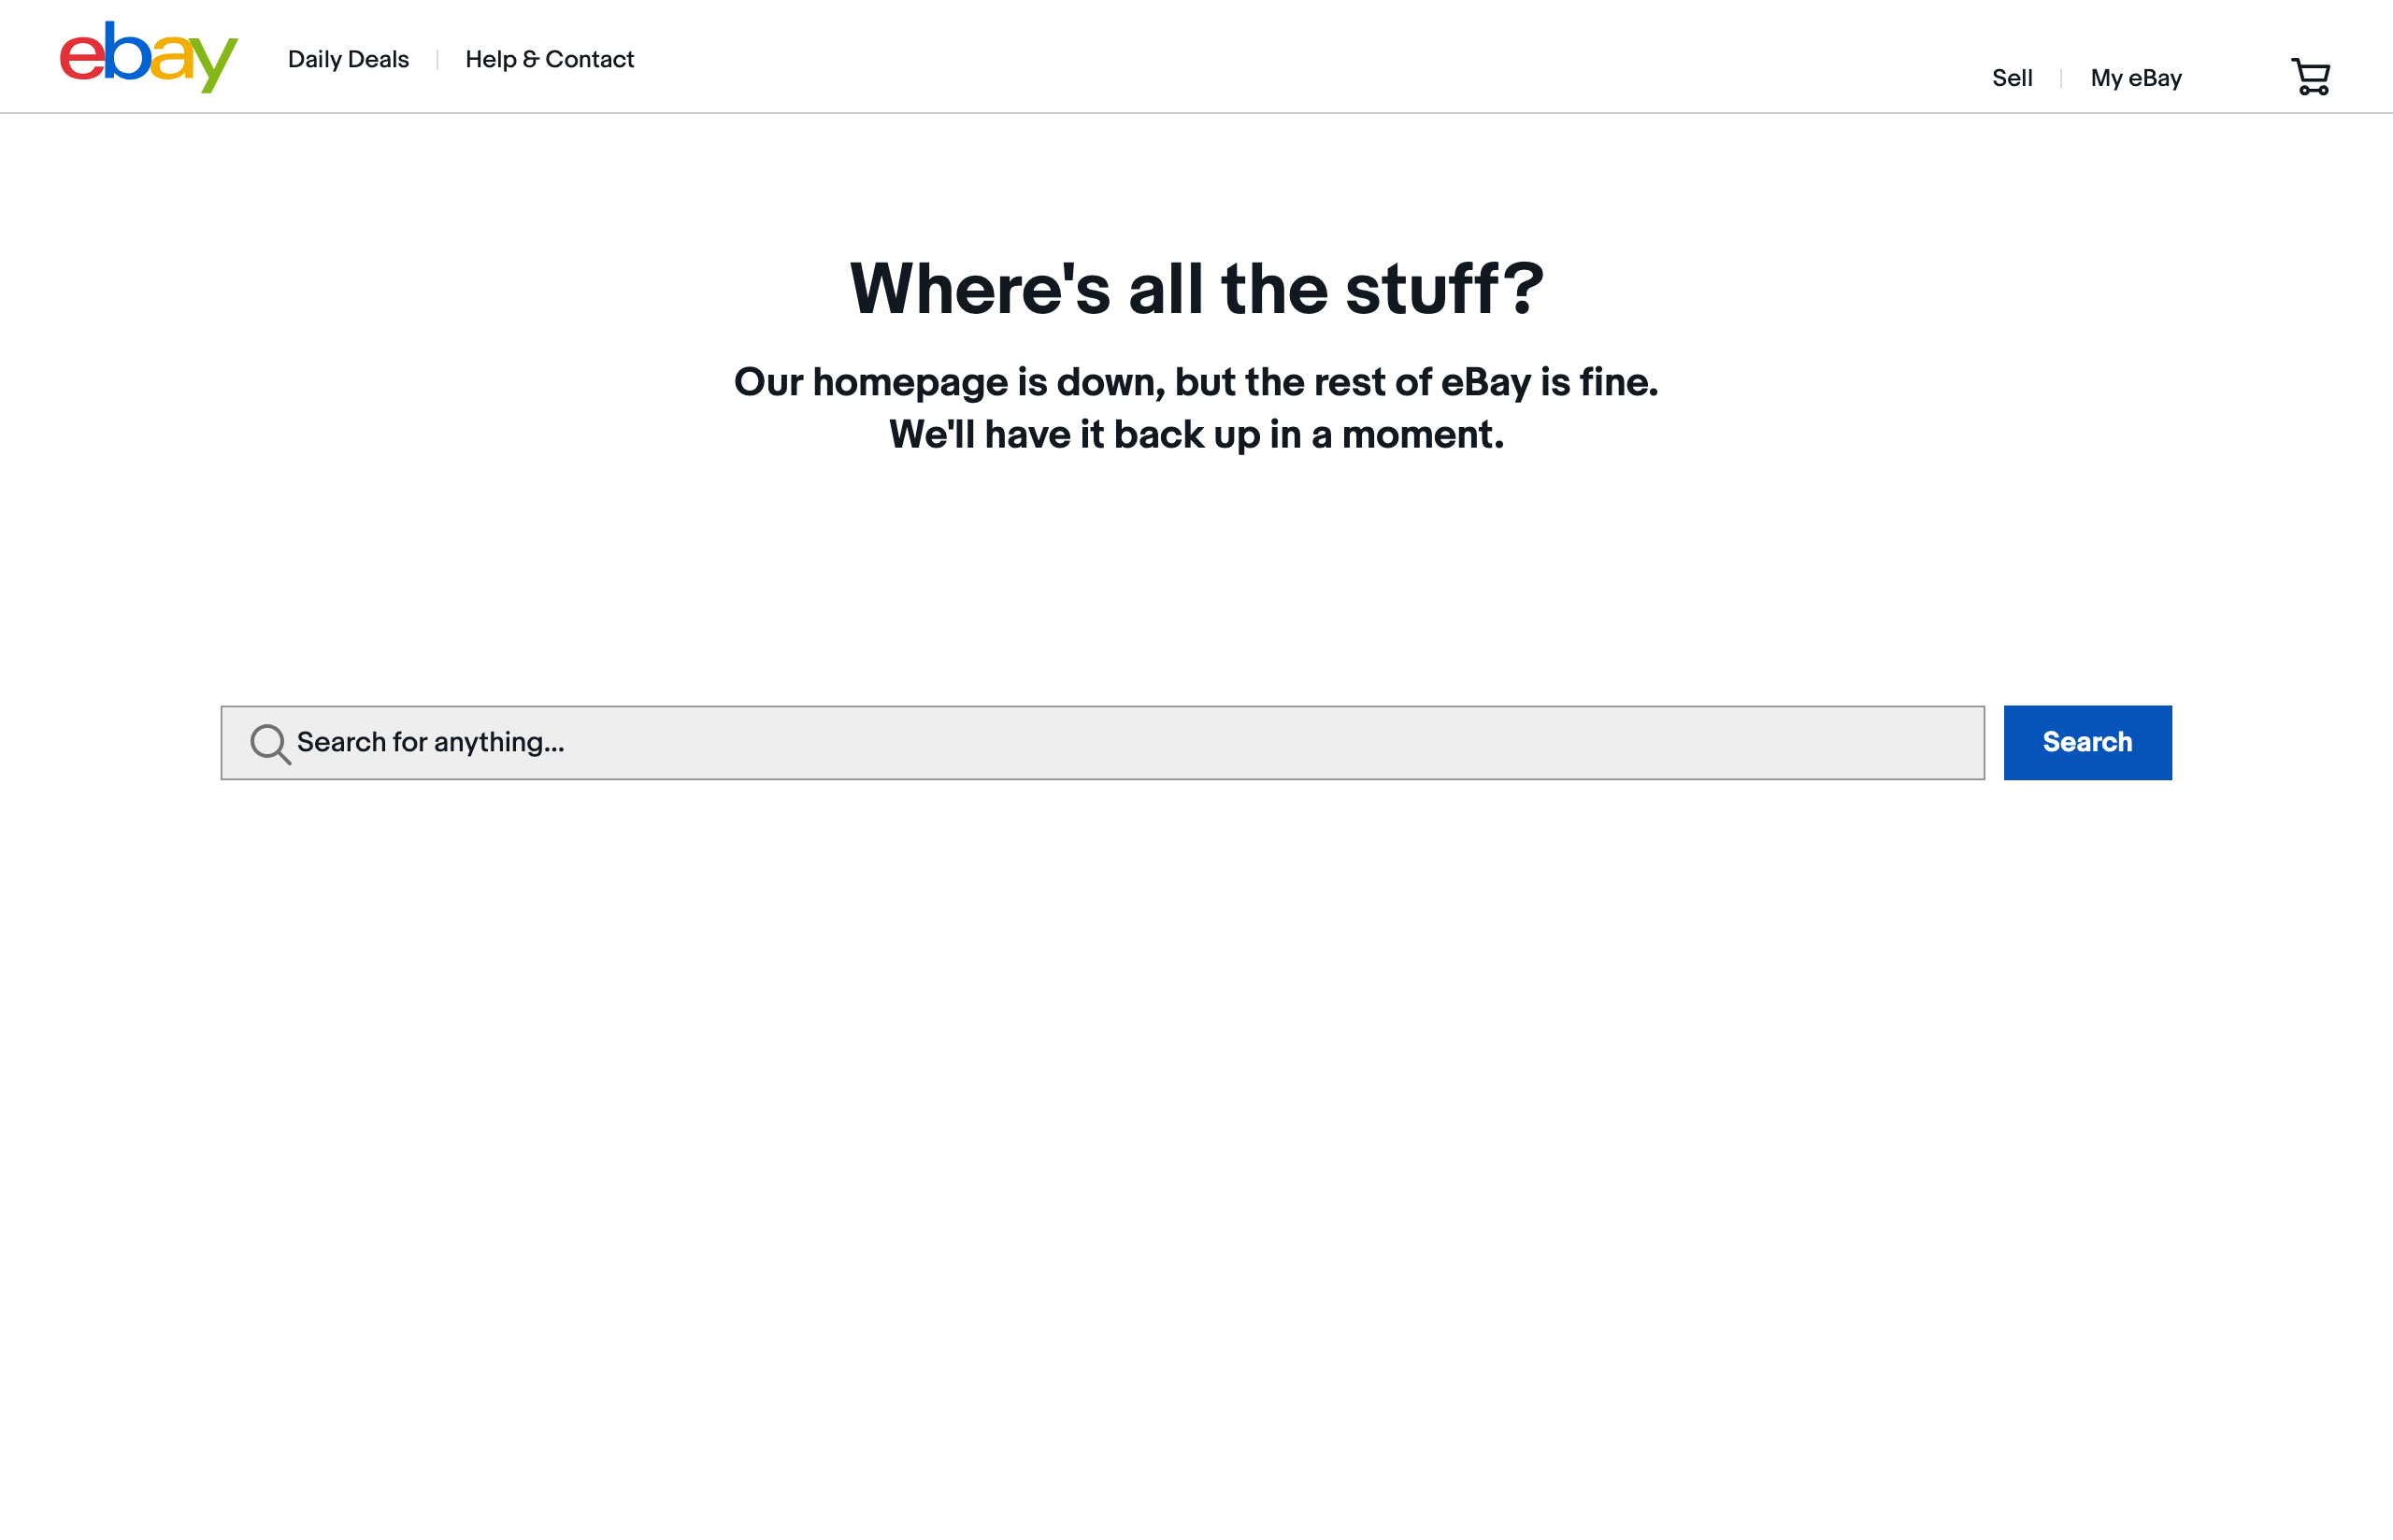 ebay
Daily Deals
Help & Contact
Sell
My eBay
Where's all the stuff?
Our homepage is down, but the rest of eBay is fine.
We'll have it back up in a moment.
Search for anything...
Search